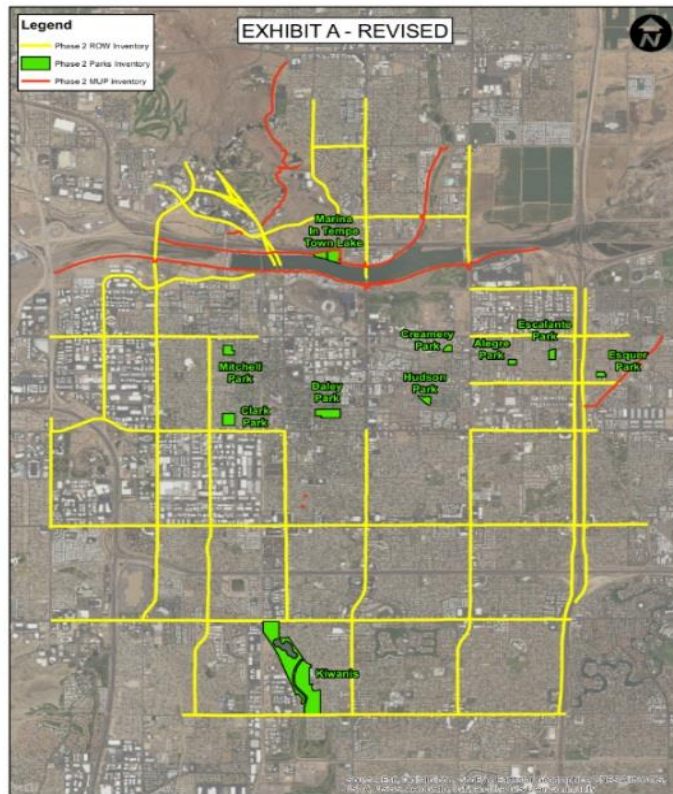 Legend
Phase 2 ROW Inventory
Phase 2 Parks Inventory
Phase 2 MUP Inventory
EXHIBIT A - REVISED
N
Marina
In Tempe
Town Lake
Creamery
Park
Escalante
Park
Alegre
Park
Esquer
Park
Mitchell
Park
Daley
Park
Hudson
Park
Clark
Park
Kiwanis